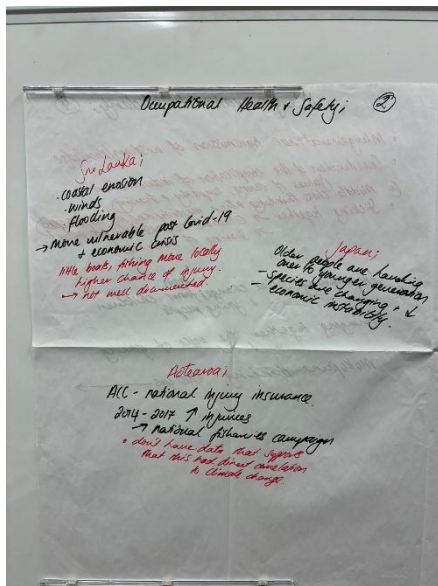 Occupational Health + Safety; ②
Sri Lanka;
• coastal erosion
• winds
• flooding
→ More vulnerable post Covid-19
+ economic crisis
little boats, fishing more locally
higher chance of injury.
→ not well documented.
Japan;
Older people are handing
over to younger generation
- Species are changing, ↓
- economic instability.
Aotearoa;
ACC - national injury insurance.
2014-2017 ↑ injuries
→ national fisheries campaign
• don't have data that supports
that this had direct correlation
to climate change